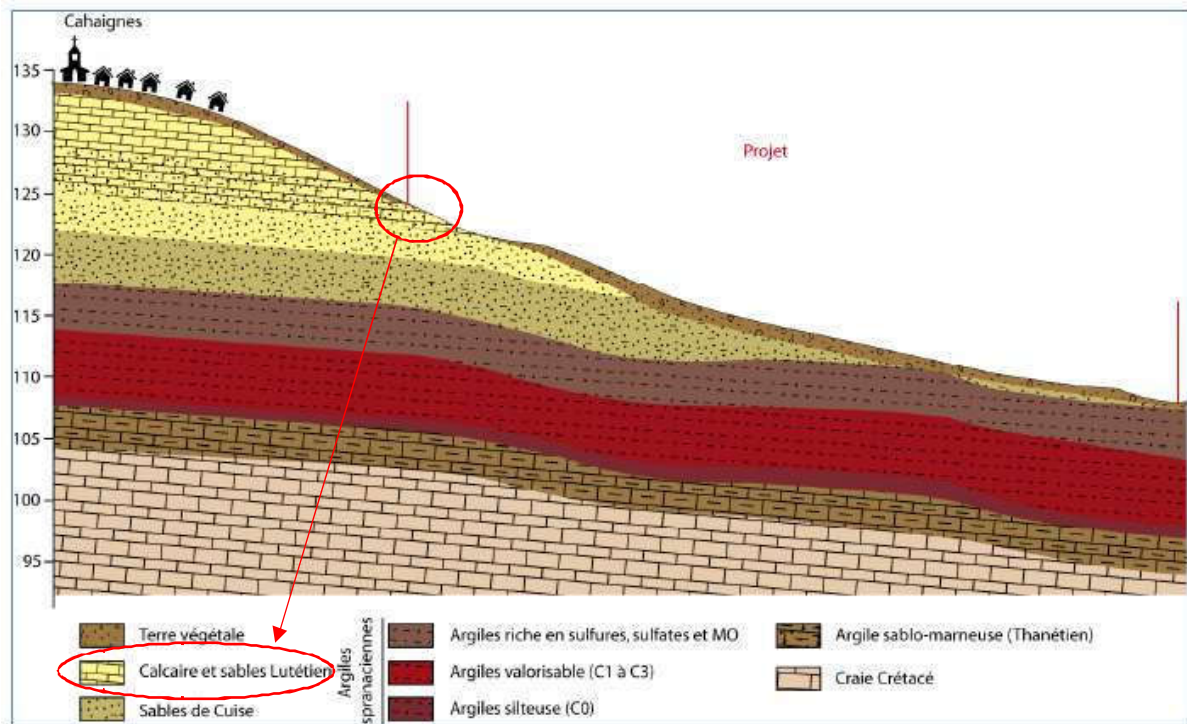 Cahaignes
135
130
125
120
115
110
105
100
95
Projet
Terre végétale
Calcaire et sables Lutétien
Sables de Cuise
Argiles
spranaciennes
Argiles riche en sulfures, sulfates et MO
Argiles valorisable (C1 à C3)
Argiles silteuse (C0)
Argile sablo-marneuse (Thanétien)
Craie Crétacé